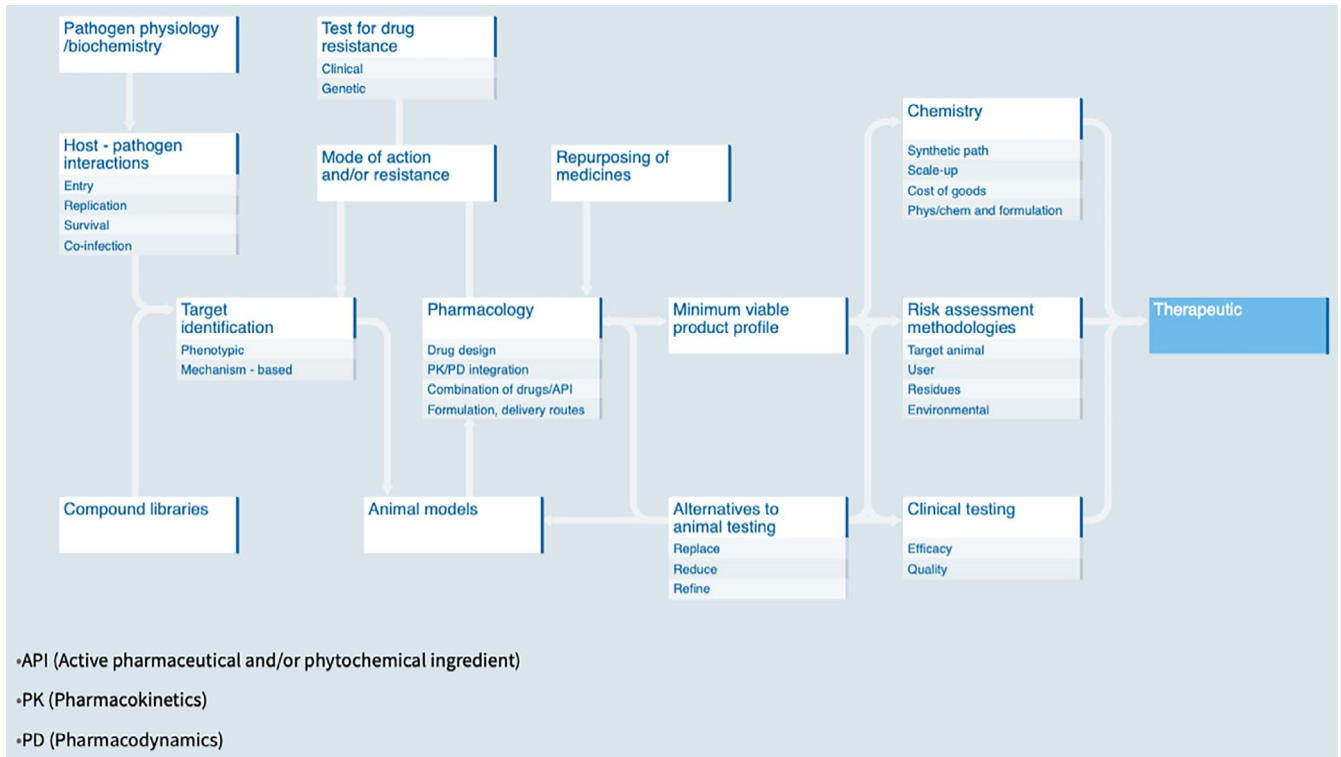 Pathogen physiology
/biochemistry
Test for drug
resistance
Clinical
Genetic
Host - pathogen
interactions
Entry
Replication
Survival
Co-infection
Mode of action
and/or resistance
Repurposing of
medicines
Chemistry
Synthetic path
Scale-up
Cost of goods
Phys/chem and formulation
Target
identification
Phenotypic
Mechanism - based
Pharmacology
Drug design
PK/PD integration
Combination of drugs/API
Formulation, delivery routes
Minimum viable
product profile
Risk assessment
methodologies
Target animal
User
Residues
Environmental
Therapeutic
Compound libraries
Animal models
Alternatives to
animal testing
Replace
Reduce
Refine
Clinical testing
Efficacy
Quality
•API (Active pharmaceutical and/or phytochemical ingredient)
•PK (Pharmacokinetics)
•PD (Pharmacodynamics)